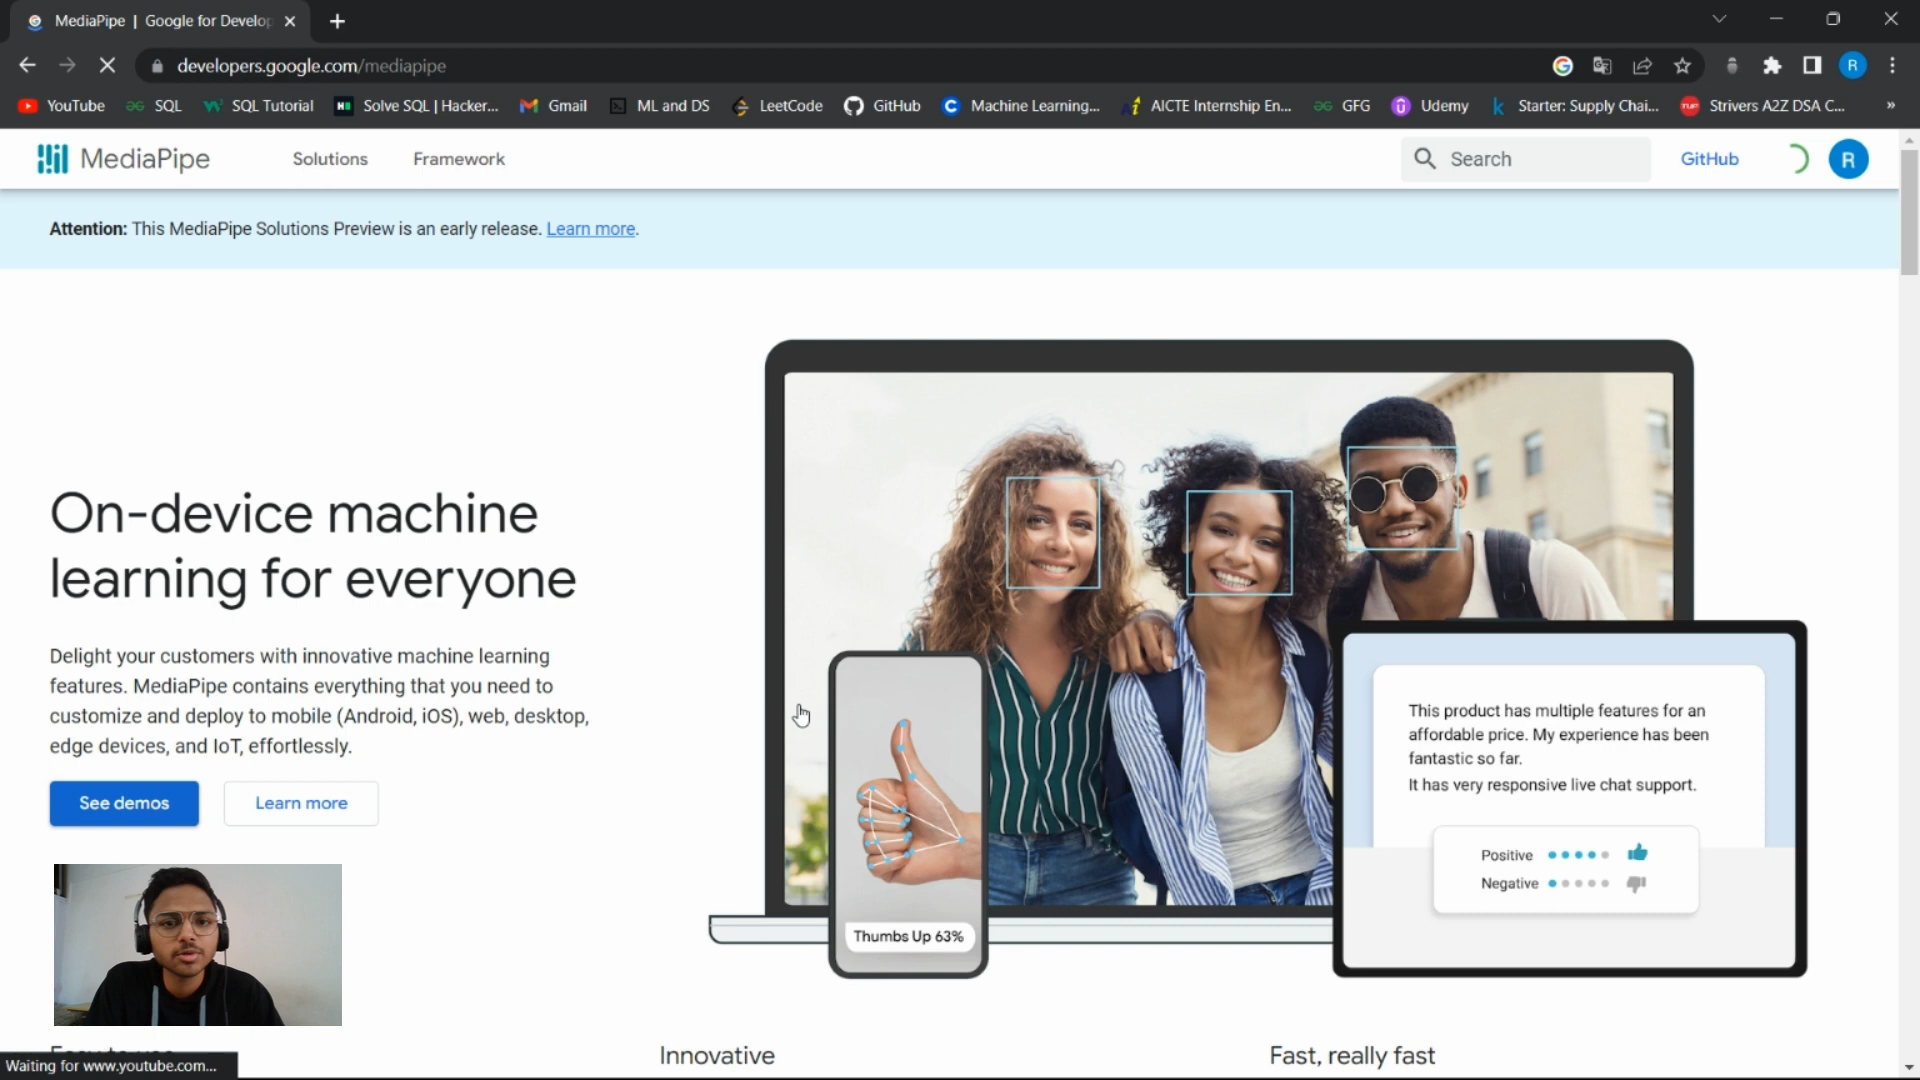 MediaPipe | Google for Develop
developers.google.com/mediapipe
R
YouTube
SQL
SQL Tutorial
Solve SQL | Hacker...
Gmail
ML and DS
LeetCode
GitHub
Machine Learning...
AICTE Internship En...
GFG
Udemy
Starter: Supply Chai...
Strivers A2Z DSA C...
»
MediaPipe
Solutions
Framework
Search
GitHub
R
Attention: This MediaPipe Solutions Preview is an early release. Learn more.
On-device machine
learning for everyone
Delight your customers with innovative machine learning
features. MediaPipe contains everything that you need to
customize and deploy to mobile (Android, iOS), web, desktop,
edge devices, and IoT, effortlessly.
See demos
Learn more
Thumbs Up 63%
This product has multiple features for an
affordable price. My experience has been
fantastic so far.
It has very responsive live chat support.
Positive
Negative
Innovative
Fast, really fast
Waiting for www.youtube.com...